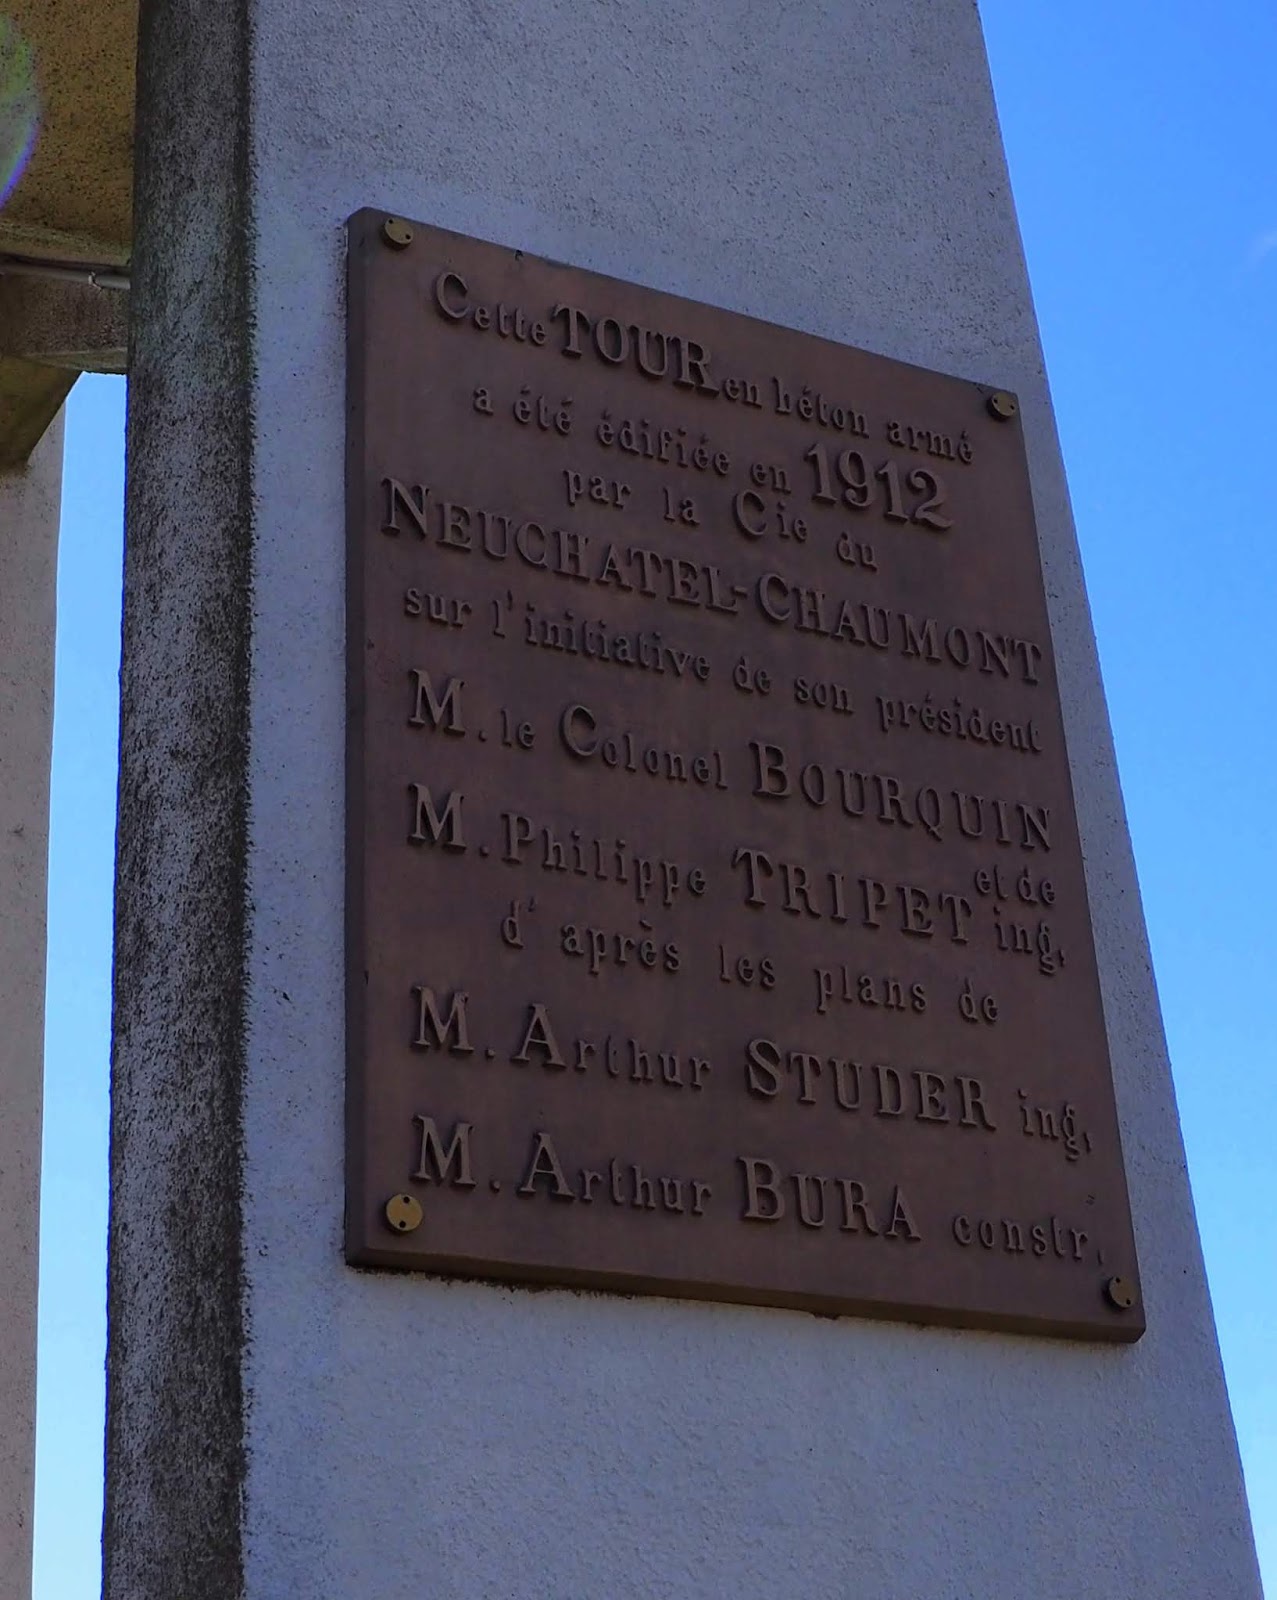 Cette TOUR en béton armé
a été édifiée en 1912
par la Cie du
NEUCHATEL-CHAUMONT
sur l'initiative de son président
M. le Colonel BOURQUIN
et de
M. Philippe TRIPET ing,
d'après les plans de
M. Arthur STUDER ing,
M. Arthur BURA constr,